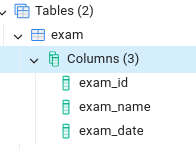 Tables (2)
exam
Columns (3)
exam_id
exam_name
exam_date